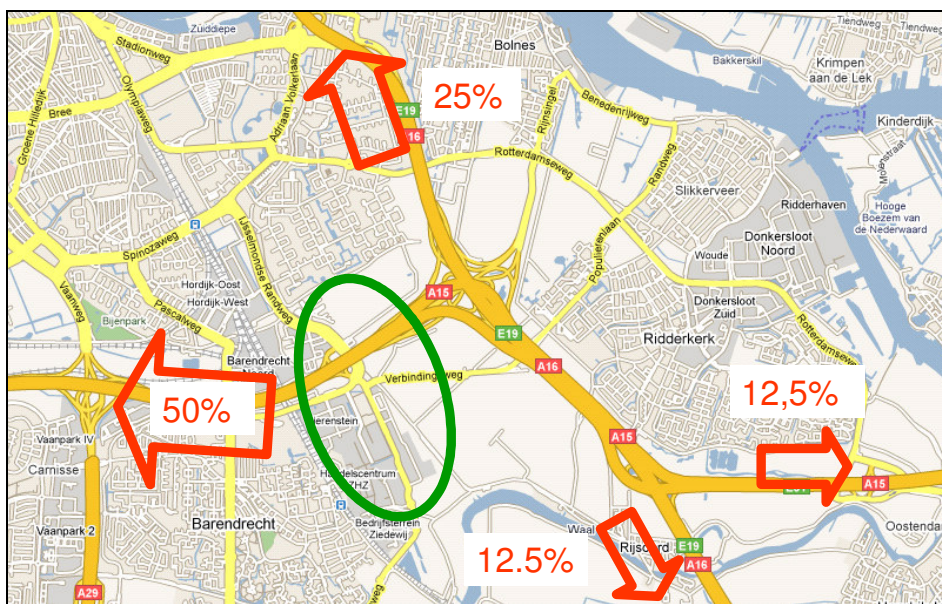 Zuiddiepe
Stadionweg
Bolnes
Tiendweg
Tiendweg
Bakkerskil
Krimpen
aan de Lek
Olympiaweg
Adriaan Volkerlaan
Groene Hilledijk
Bree
25%
E19
A16
Rijnsingel
Benedenrijweg
Kinderdijk
Molenstraat
Rotterdamseweg
Randweg
Slikkerveer
Ridderhaven
Hooge
Boezem van
de Nederwaard
Spinozaweg
IJsselmondse Randweg
Populierenlaan
Donkersloot
Noord
Woude
Vaanweg
Hordijk-Oost
Hordijk-West
Pascalweg
Bijenpark
A15
Donkersloot
Zuid
E19
Ridderkerk
Rotterdamseweg
Barendrecht
Noord
A16
Verbindingsweg
50%
12,5%
Vaanpark IV
Carnisse
A15
A15
Vaanpark 2
Barendrecht
Bedrijfsterrein
Ziedewij
Waal
Rijsoord
E19
A16
12.5%
Oostendam
A29